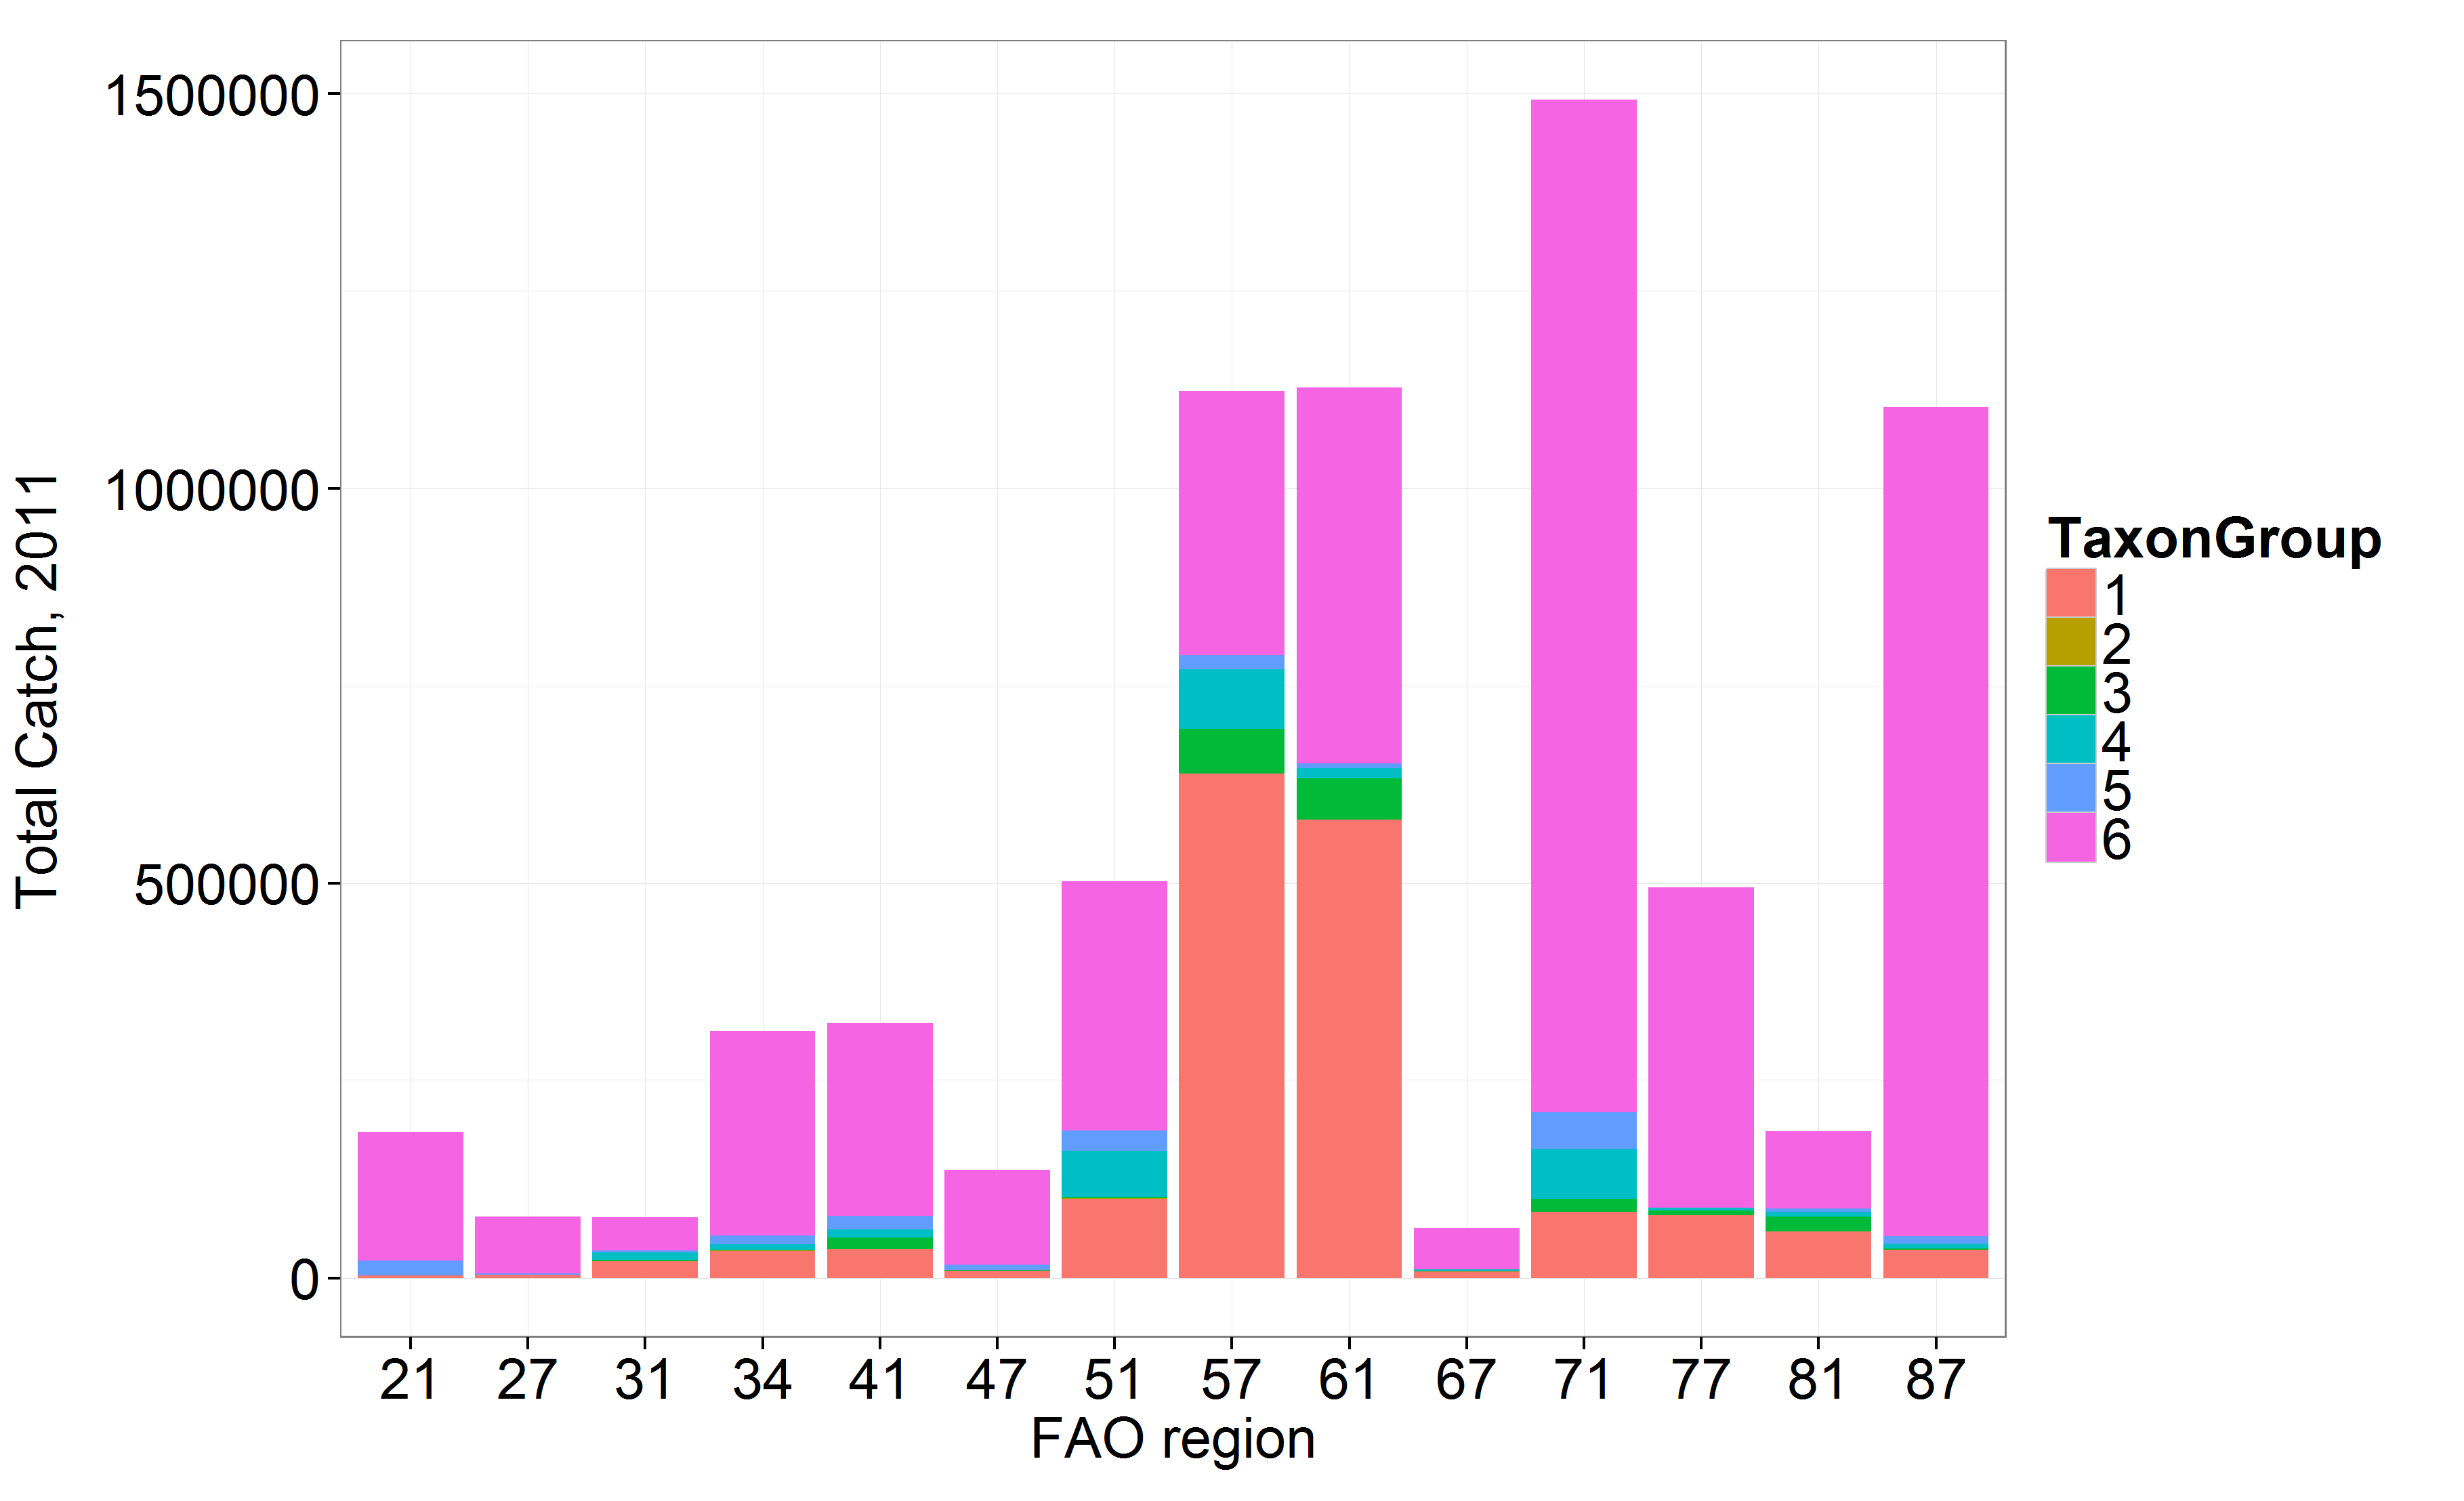 Total Catch, 2011
1500000
1000000
500000
0
21 27 31 34 41 47 51 57 61 67 71 77 81 87
FAO region
TaxonGroup
1
2
3
4
5
6